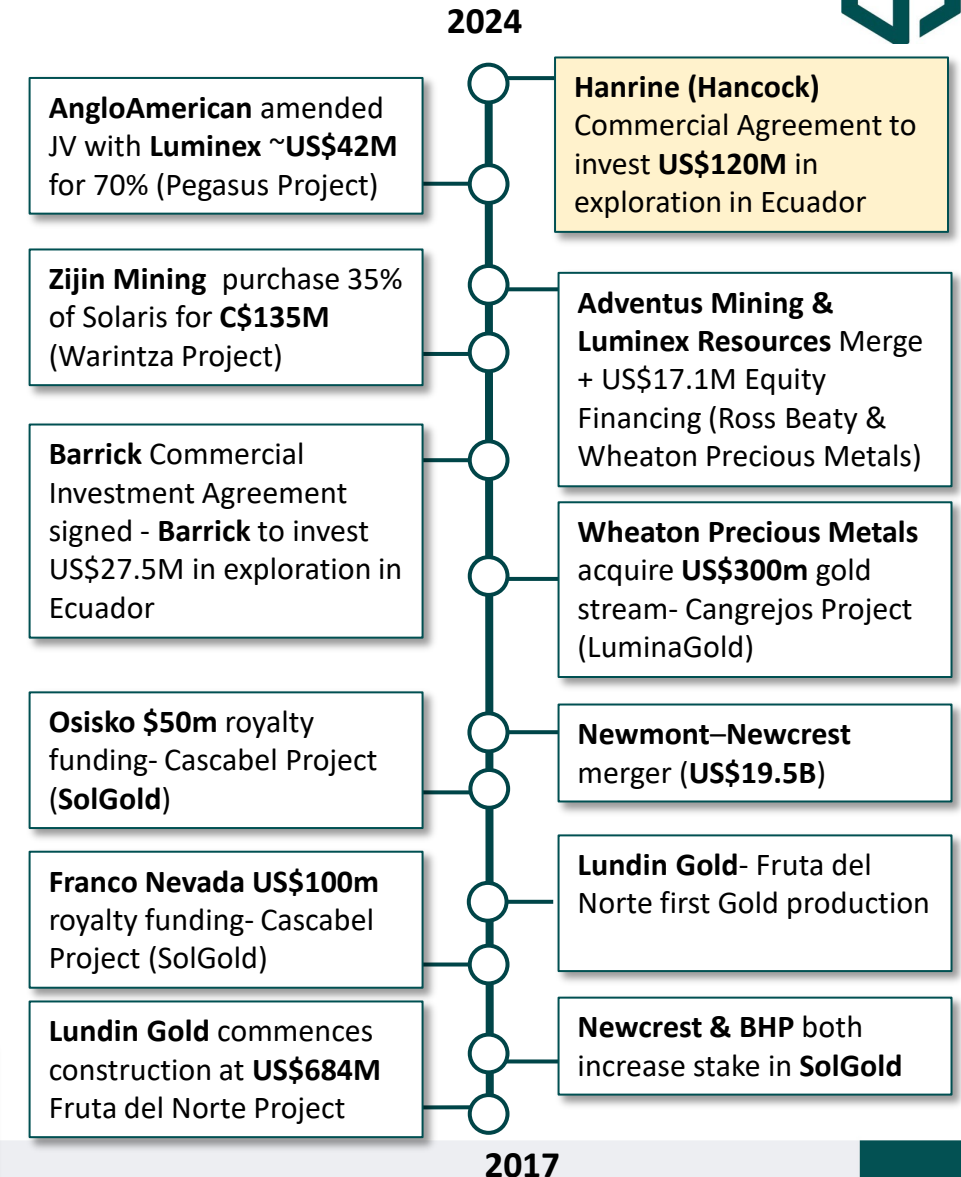 2024
AngloAmerican amended
JV with Luminex ~US$42M
for 70% (Pegasus Project)
Hanrine (Hancock)
Commercial Agreement to
invest US$120M in
exploration in Ecuador
Zijin Mining purchase 35%
of Solaris for C$135M
(Warintza Project)
Adventus Mining &
Luminex Resources Merge
+ US$17.1M Equity
Financing (Ross Beaty &
Wheaton Precious Metals)
Barrick Commercial
Investment Agreement
signed - Barrick to invest
US$27.5M in exploration in
Ecuador
Wheaton Precious Metals
acquire US$300m gold
stream- Cangrejos Project
(LuminaGold)
Osisko $50m royalty
funding- Cascabel Project
(SolGold)
Newmont–Newcrest
merger (US$19.5B)
Franco Nevada US$100m
royalty funding- Cascabel
Project (SolGold)
Lundin Gold- Fruta del
Norte first Gold production
Lundin Gold commences
construction at US$684M
Fruta del Norte Project
Newcrest & BHP both
increase stake in SolGold
2017